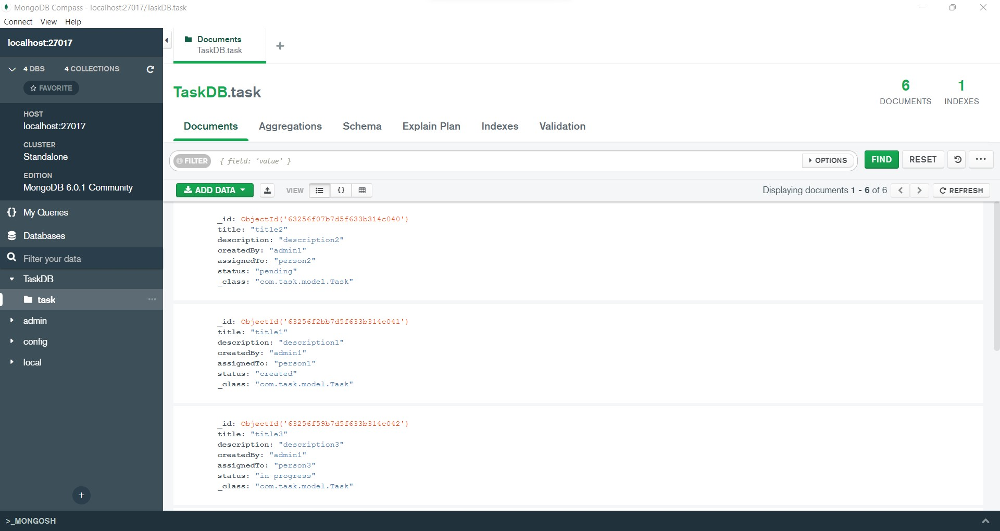 MongoDB Compass - localhost:27017/TaskDB.task
Connect View Help
localhost:27017
4 DBS 4 COLLECTIONS
FAVORITE
HOST
localhost:27017
CLUSTER
Standalone
EDITION
MongoDB 6.0.1 Community
{} My Queries
Databases
Filter your data
TaskDB
task
admin
config
local
+
Documents
TaskDB.task
+
TaskDB.task
6
DOCUMENTS
1
INDEXES
Documents Aggregations Schema Explain Plan Indexes Validation
FILTER { field: 'value' } OPTIONS FIND RESET ...
ADD DATA VIEW {} Displaying documents 1 - 6 of 6 < > REFRESH
_id: ObjectId('63256f07b7d5f633b314c040')
title: "title2"
description: "description2"
createdBy: "admin1"
assignedTo: "person2"
status: "pending"
_class: "com.task.model.Task"
_id: ObjectId('63256f2bb7d5f633b314c041')
title: "title1"
description: "description1"
createdBy: "admin1"
assignedTo: "person1"
status: "created"
_class: "com.task.model.Task"
_id: ObjectId('63256f59b7d5f633b314c042')
title: "title3"
description: "description3"
createdBy: "admin1"
assignedTo: "person3"
status: "in progress"
_class: "com.task.model.Task"
>_MONGOSH